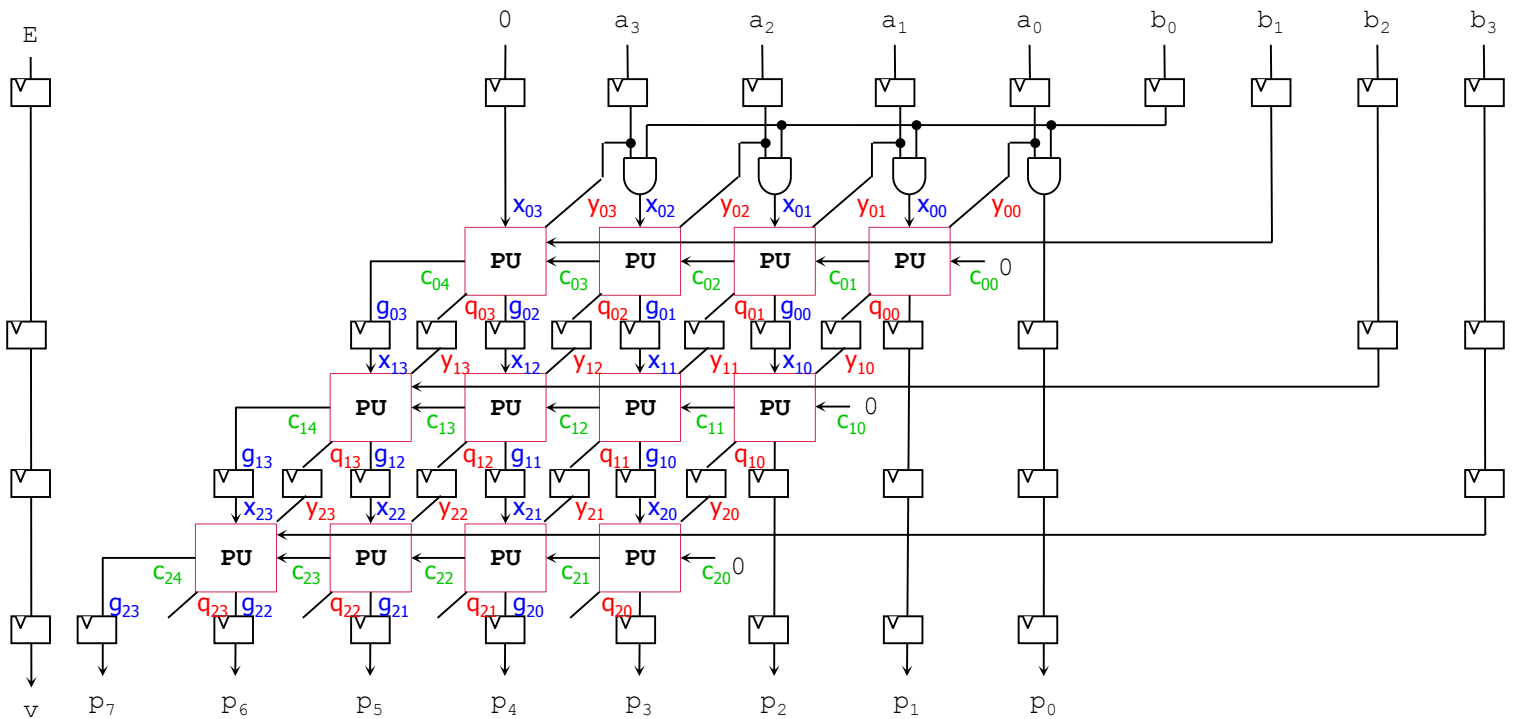 E 0 a₃ a₂ a₁ a₀ b₀ b₁ b₂ b₃
x₀₃ y₀₃ x₀₂ y₀₂ x₀₁ y₀₁ x₀₀ y₀₀
PU PU PU PU 0
c₀₄ c₀₃ c₀₂ c₀₁ c₀₀
g₀₃ q₀₃ g₀₂ q₀₂ g₀₁ q₀₁ g₀₀ q₀₀
x₁₃ y₁₃ x₁₂ y₁₂ x₁₁ y₁₁ x₁₀ y₁₀
PU PU PU PU 0
c₁₄ c₁₃ c₁₂ c₁₁ c₁₀
g₁₃ q₁₃ g₁₂ q₁₂ g₁₁ q₁₁ g₁₀ q₁₀
x₂₃ y₂₃ x₂₂ y₂₂ x₂₁ y₂₁ x₂₀ y₂₀
PU PU PU PU
c₂₄ c₂₃ c₂₂ c₂₁ c₂₀ 0
g₂₃ q₂₃ g₂₂ q₂₂ g₂₁ q₂₁ g₂₀ q₂₀
p₇ p₆ p₅ p₄ p₃ p₂ p₁ p₀